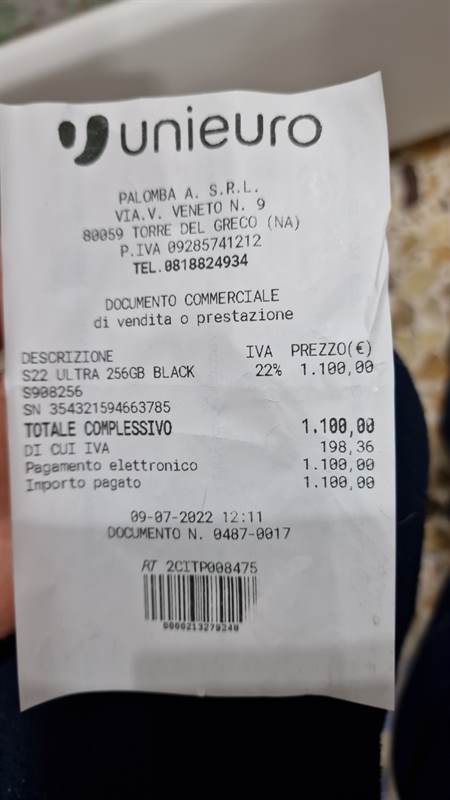 unieuro
PALOMBA A. S.R.L.
VIA.V. VENETO N. 9
80059 TORRE DEL GRECO (NA)
P.IVA 09285741212
TEL.0818824934
DOCUMENTO COMMERCIALE
di vendita o prestazione
DESCRIZIONE IVA PREZZO(€)
S22 ULTRA 256GB BLACK 22% 1.100,00
S908256
SN 354321594663785
TOTALE COMPLESSIVO 1.100,00
DI CUI IVA 198,36
Pagamento elettronico 1.100,00
Importo pagato 1.100,00
09-07-2022 12:11
DOCUMENTO N. 0487-0017
RT 2CITP008475